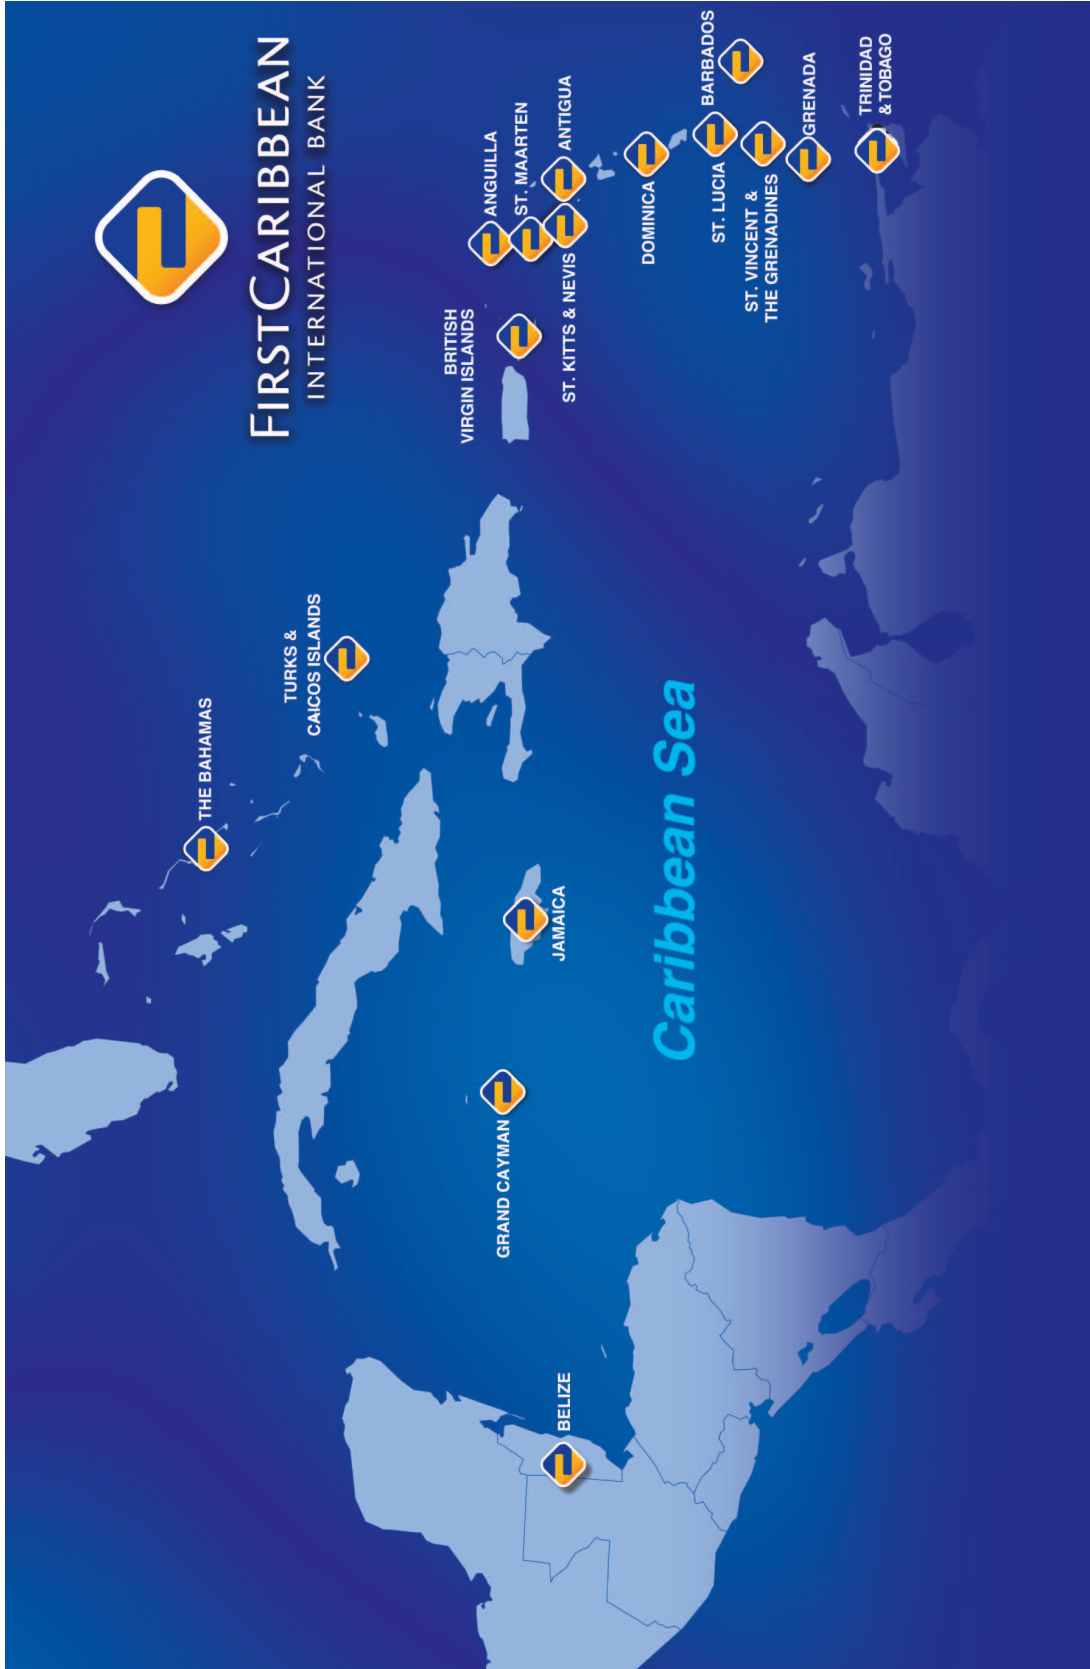 FIRSTCARIBBEAN
INTERNATIONAL BANK
THE BAHAMAS
TURKS &
CAICOS ISLANDS
BRITISH
VIRGIN ISLANDS
ANGUILLA
ST. MAARTEN
ANTIGUA
ST. KITTS & NEVIS
GRAND CAYMAN
JAMAICA
BELIZE
DOMINICA
Caribbean Sea
BARBADOS
ST. LUCIA
ST. VINCENT &
THE GRENADINES
GRENADA
TRINIDAD
& TOBAGO